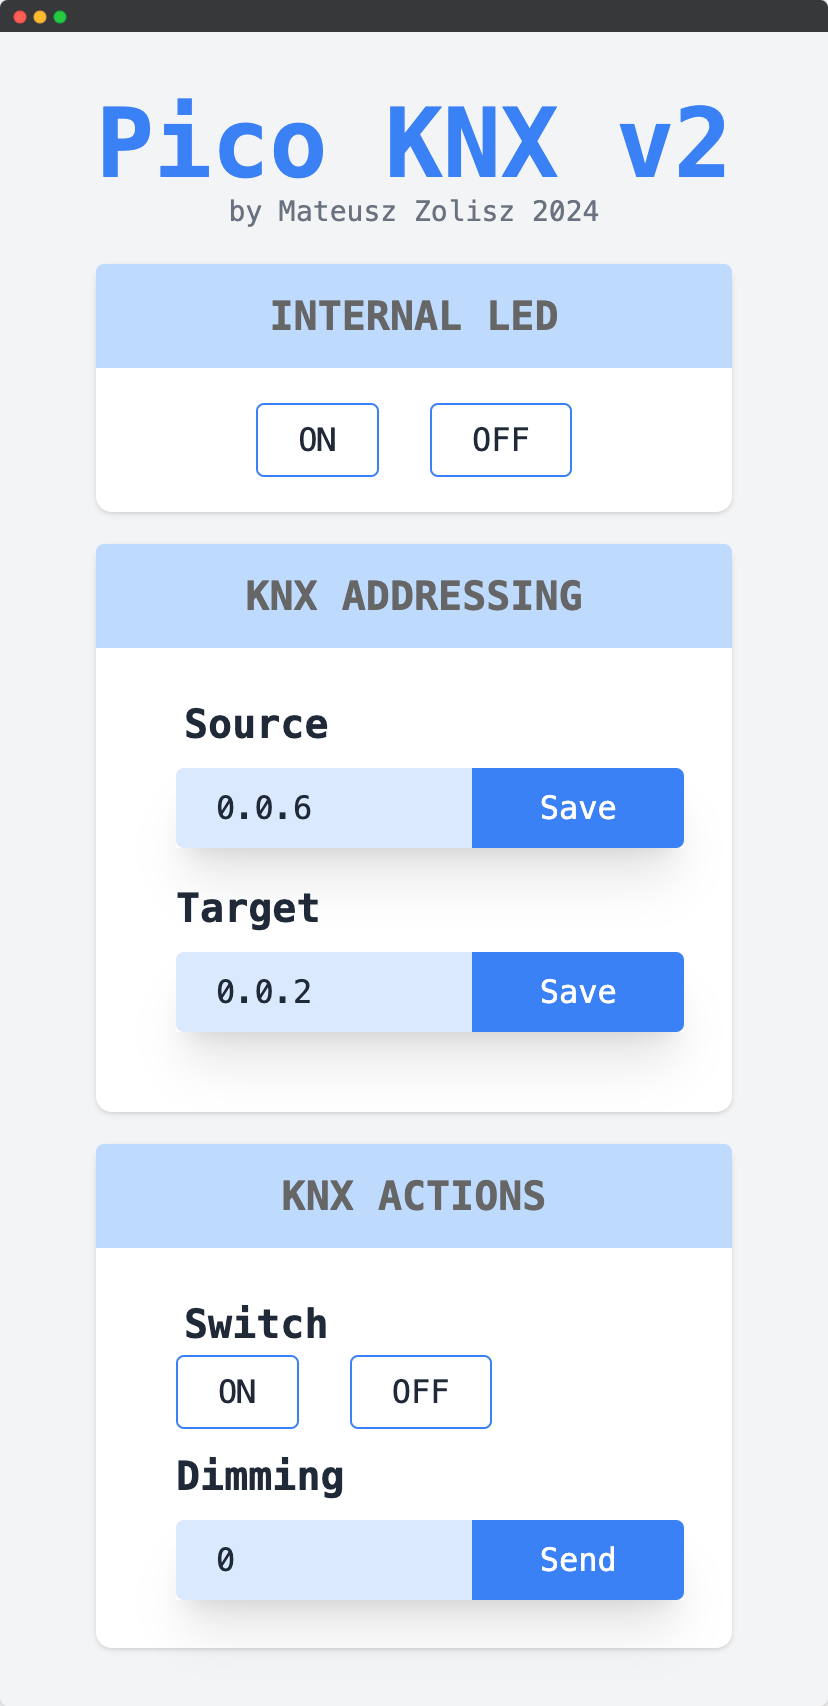 Pico KNX v2
by Mateusz Zolisz 2024
INTERNAL LED
ON OFF
KNX ADDRESSING
Source
0.0.6 Save
Target
0.0.2 Save
KNX ACTIONS
Switch
ON OFF
Dimming
0 Send